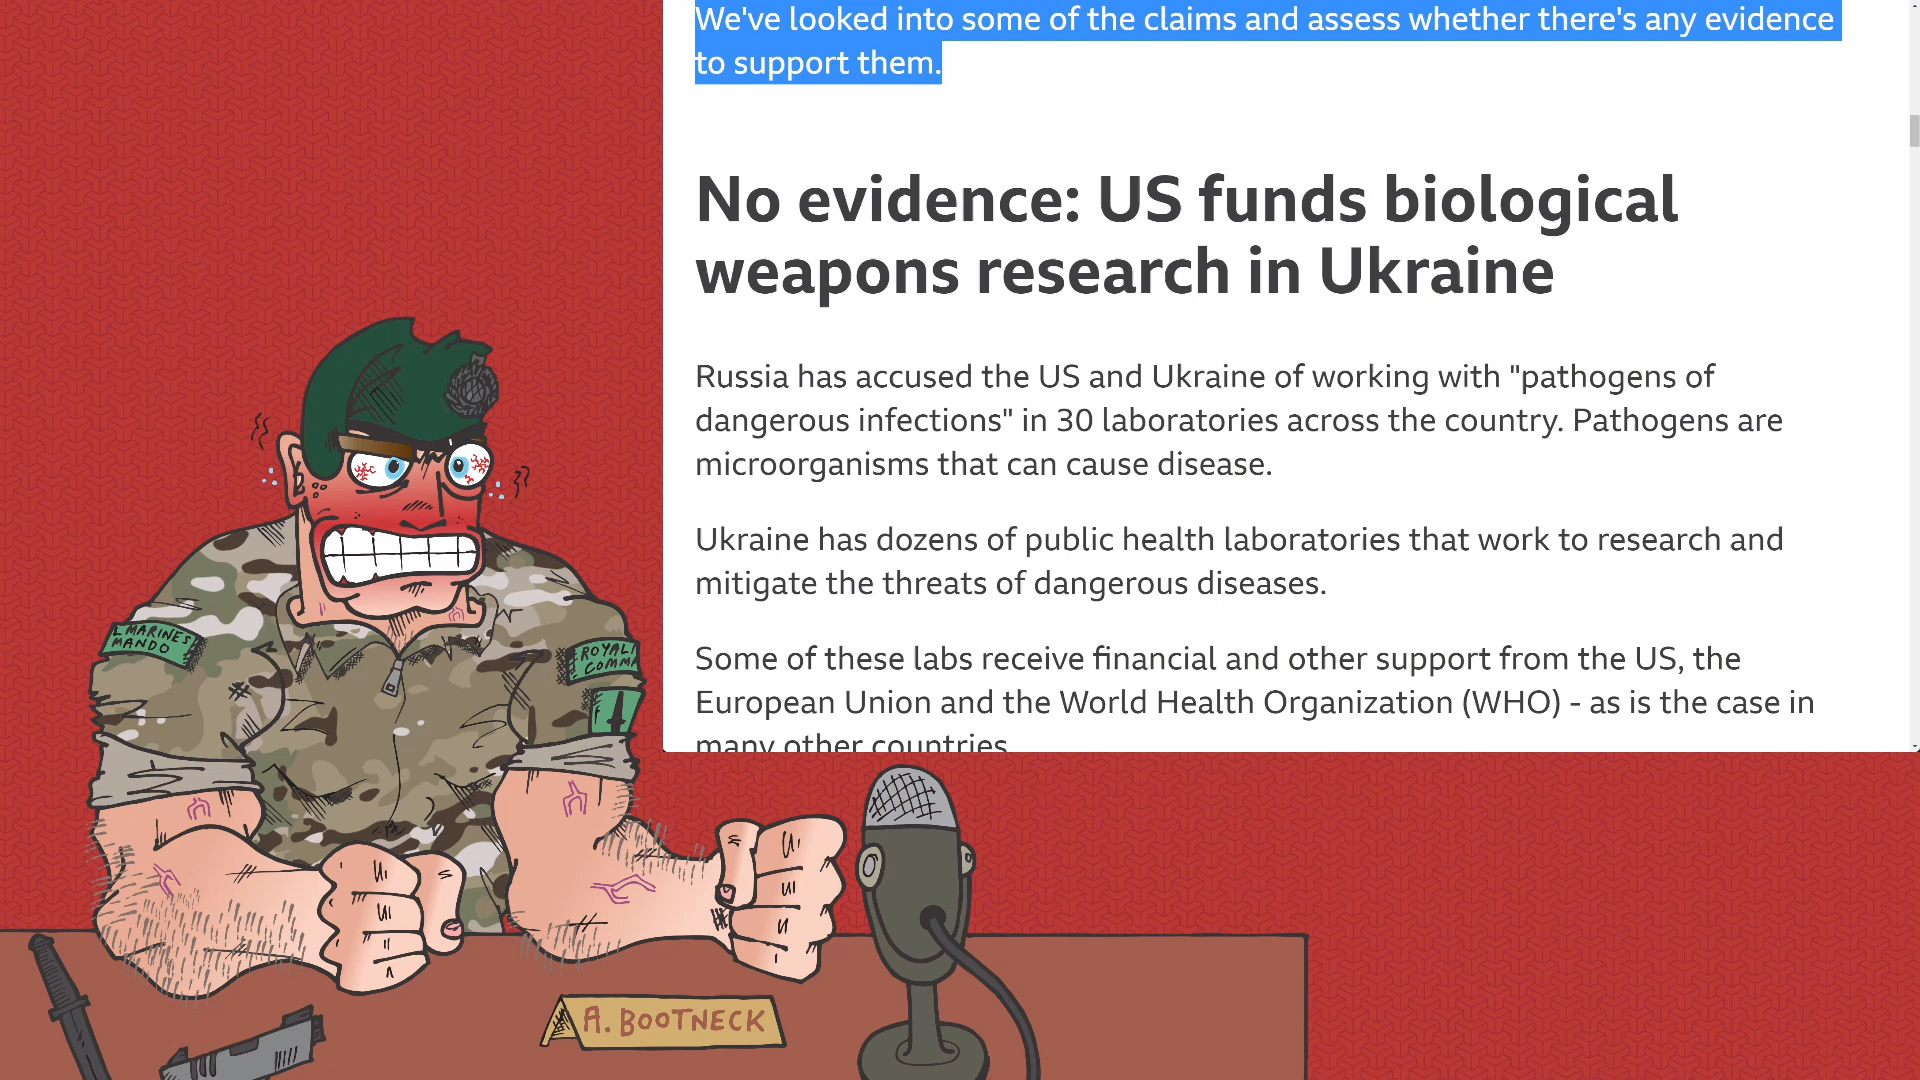 We've looked into some of the claims and assess whether there's any evidence
to support them.
No evidence: US funds biological
weapons research in Ukraine
Russia has accused the US and Ukraine of working with "pathogens of
dangerous infections" in 30 laboratories across the country. Pathogens are
microorganisms that can cause disease.
Ukraine has dozens of public health laboratories that work to research and
mitigate the threats of dangerous diseases.
Some of these labs receive financial and other support from the US, the
European Union and the World Health Organization (WHO) - as is the case in
many other countries.
L MARINES
MANDO
ROYAL
COMMA
A. BOOTNECK